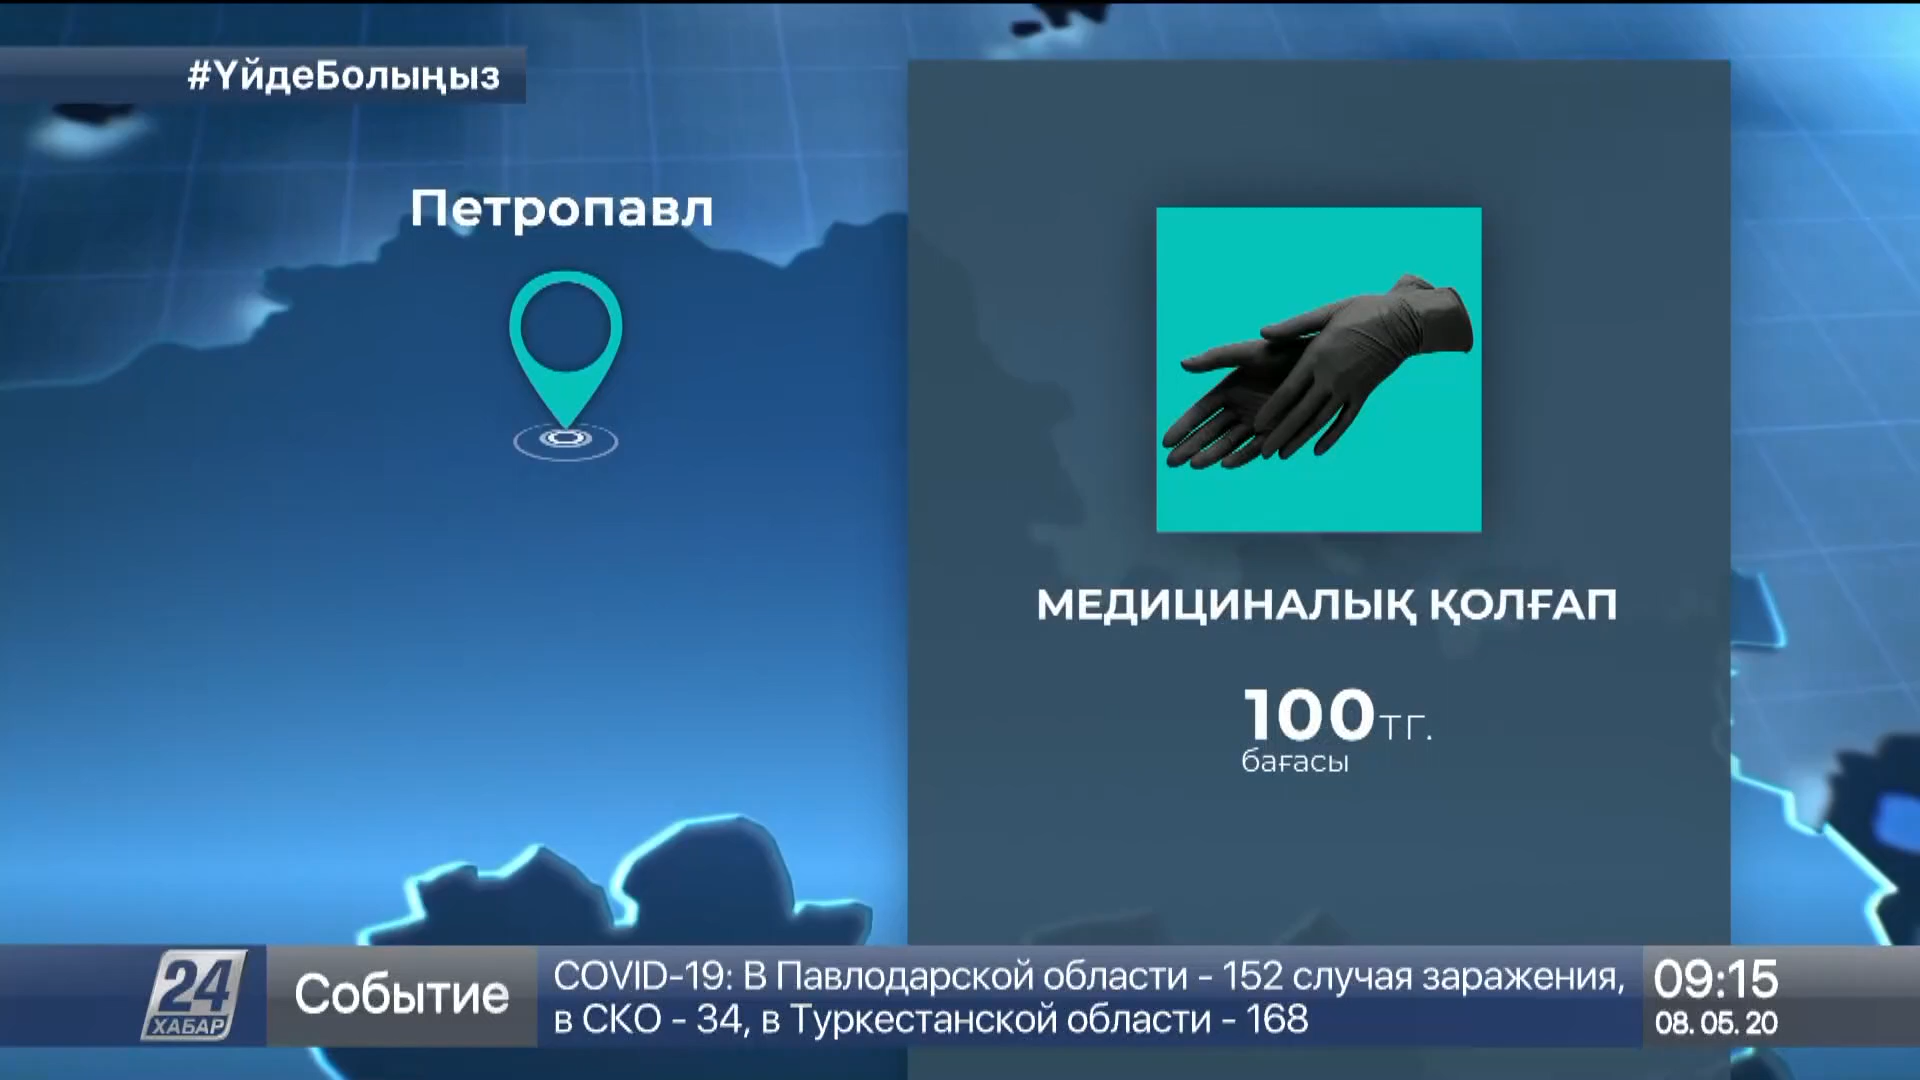 #ҮйдеБолыңыз
Петропавл
МЕДИЦИНАЛЫҚ ҚОЛҒАП
100тг.
бағасы
24
ХАБАР
Событие
COVID-19: В Павлодарской области - 152 случая заражения,
в СКО - 34, в Туркестанской области - 168
09:15
08. 05. 20